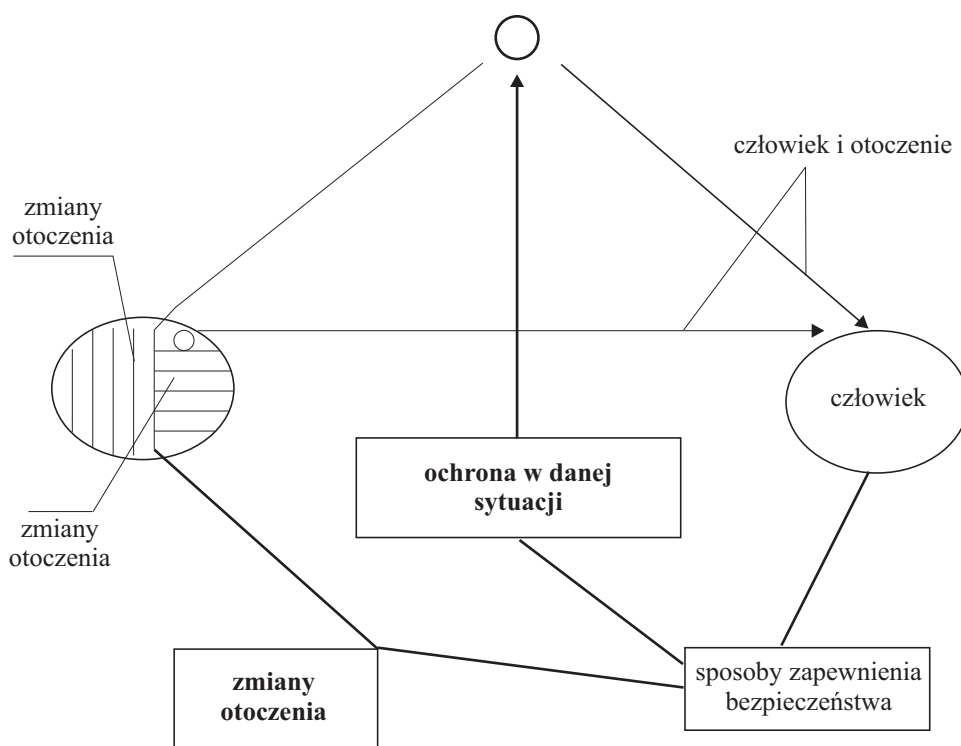 człowiek i otoczenie
zmiany
otoczenia
człowiek
ochrona w danej
sytuacji
zmiany
otoczenia
zmiany
otoczenia
sposoby zapewnienia
bezpieczeństwa